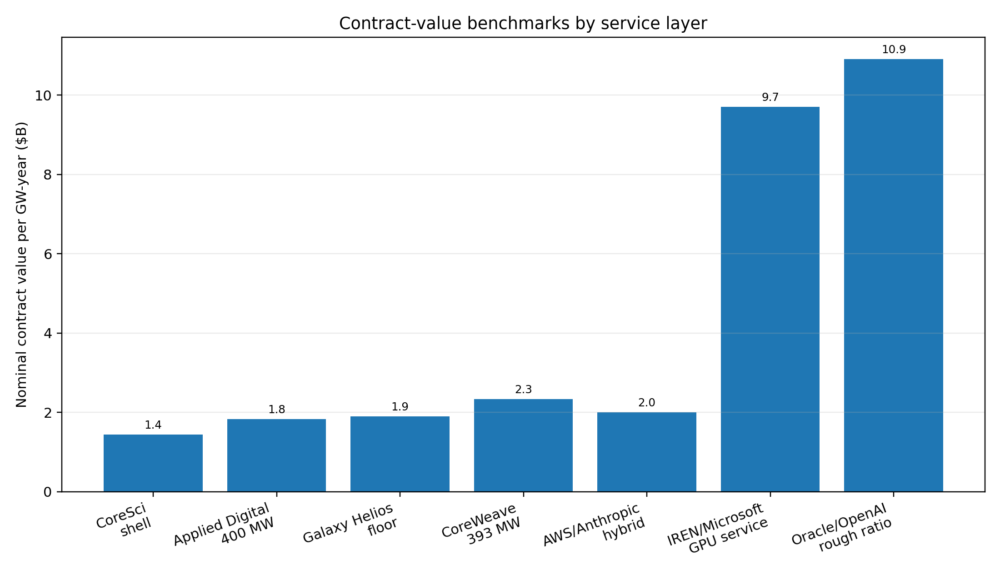 Contract-value benchmarks by service layer
Nominal contract value per GW-year ($B)
10
8
6
4
2
0
1.4
1.8
1.9
2.3
2.0
9.7
10.9
CoreSci
shell
Applied Digital
400 MW
Galaxy Helios
floor
CoreWeave
393 MW
AWS/Anthropic
hybrid
IREN/Microsoft
GPU service
Oracle/OpenAI
rough ratio